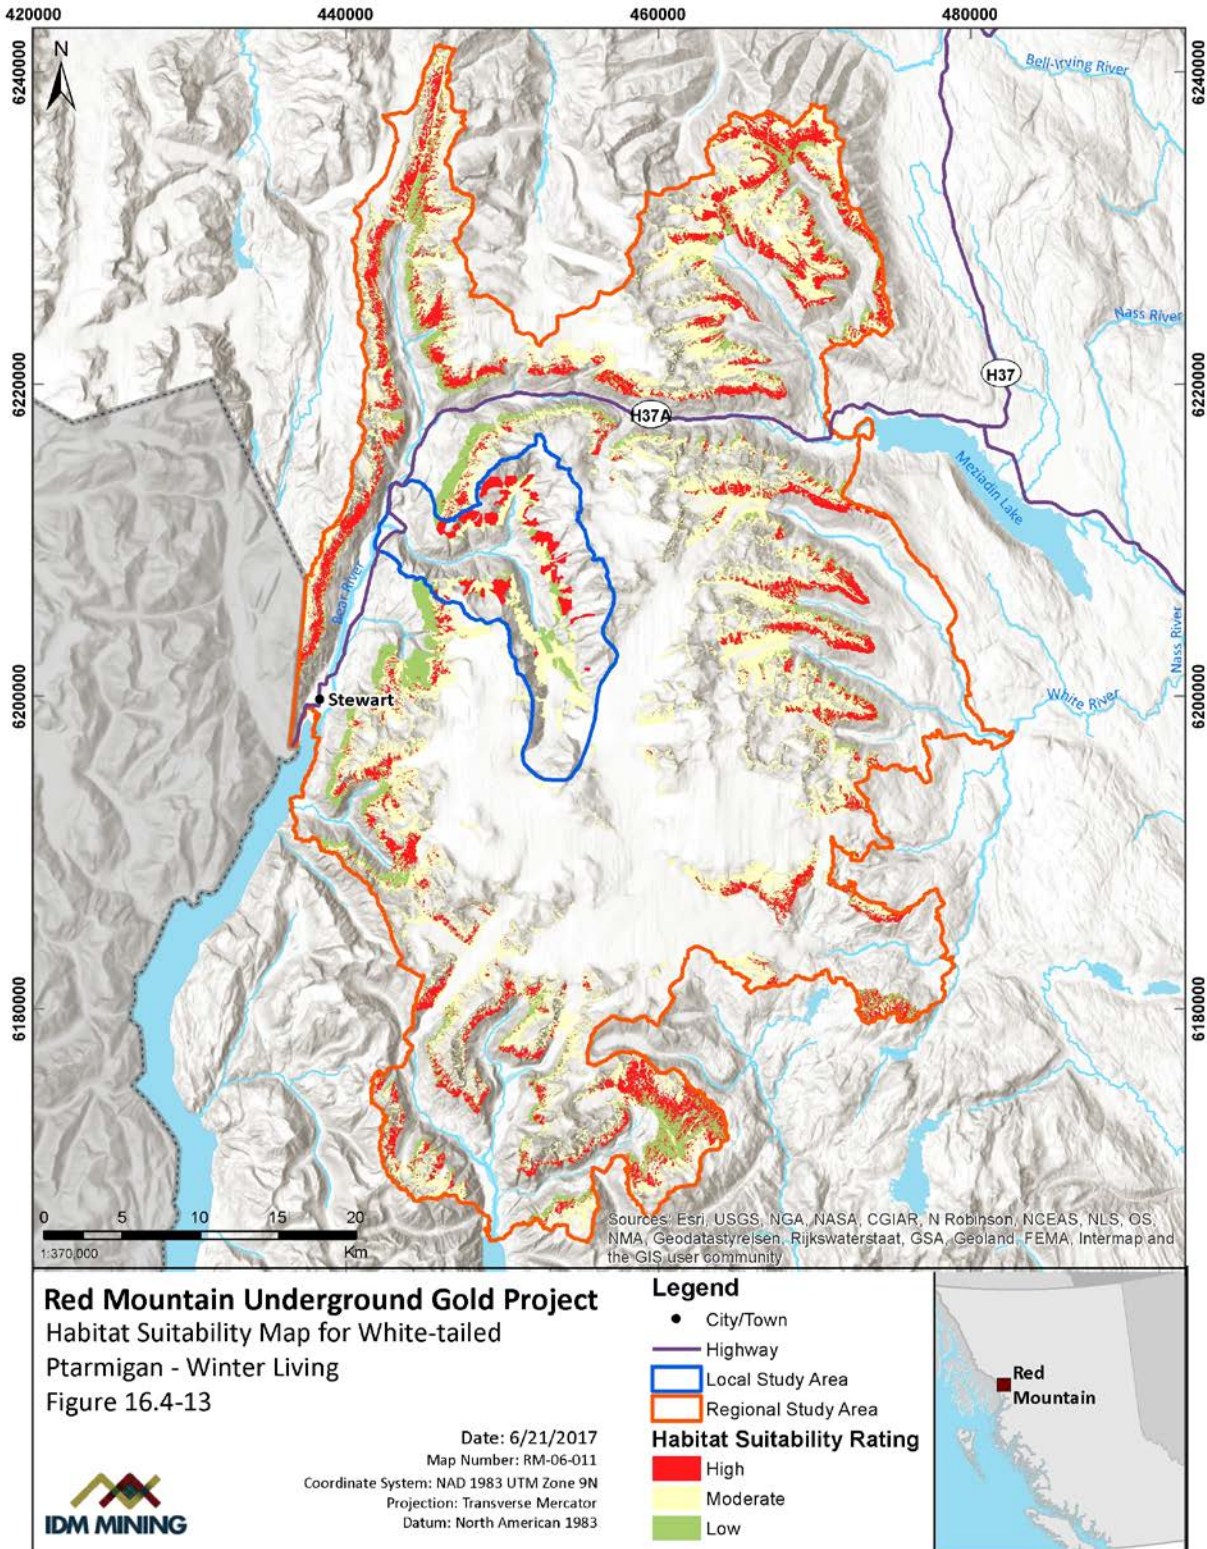 420000 440000 460000 480000
N
6240000
6240000
Bell-Irving River
Nass River
H37
6220000
6220000
H37A
Meziadin Lake
Bear River
Nass River
6200000
6200000
Stewart
White River
6180000
6180000
0 5 10 15 20
Km
1:370,000
Sources: Esri, USGS, NGA, NASA, CGIAR, N Robinson, NCEAS, NLS, OS,
NMA, Geodatastyrelsen, Rijkswaterstaat, GSA, Geoland, FEMA, Intermap and
the GIS user community
Red Mountain Underground Gold Project
Habitat Suitability Map for White-tailed
Ptarmigan - Winter Living
Figure 16.4-13
Date: 6/21/2017
Map Number: RM-06-011
Coordinate System: NAD 1983 UTM Zone 9N
Projection: Transverse Mercator
Datum: North American 1983
IDM MINING
Legend
City/Town
Highway
Local Study Area
Regional Study Area
Habitat Suitability Rating
High
Moderate
Low
Red
Mountain